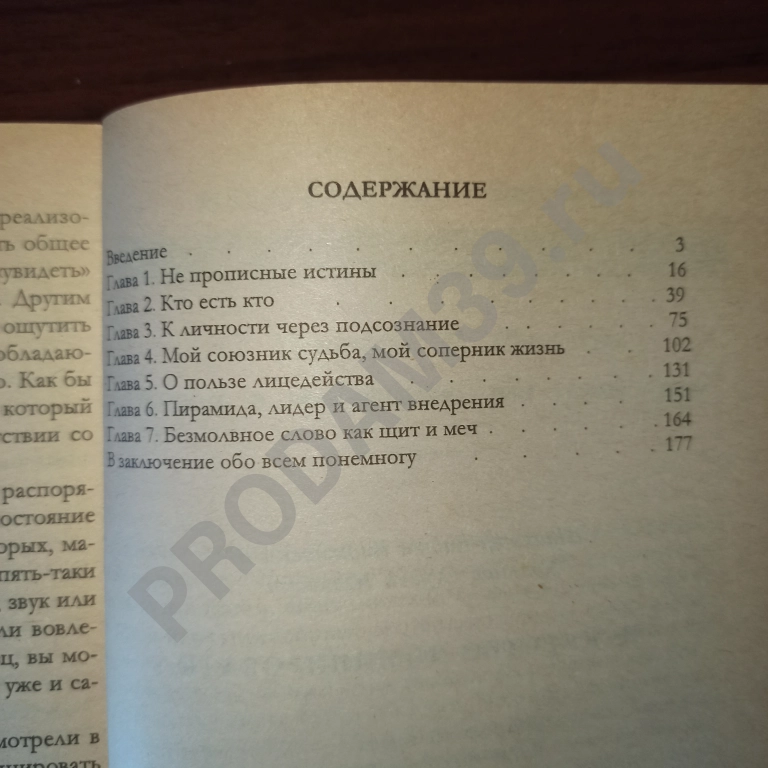 реализо-
ть общее
увидеть»
Другим
ощутить
обладаю-
о. Как бы
который
тствии со
распоря-
остояние
орых, ма-
пять-таки
звук или
ли вовле-
ц, вы мо-
уже и са-
мотрели в
СОДЕРЖАНИЕ
Введение . . . . . . . . . . . 3
Глава 1. Не прописные истины . . . . . . 16
Глава 2. Кто есть кто . . . . . . . . 39
Глава 3. К личности через подсознание . . . . . 75
Глава 4. Мой союзник судьба, мой соперник жизнь . . 102
Глава 5. О пользе лицедейства . . . . . . 131
Глава 6. Пирамида, лидер и агент внедрения . . . . 151
Глава 7. Безмолвное слово как щит и меч . . . . . 164
В заключение обо всем понемногу . . . . . 177
PRODAM39.ru